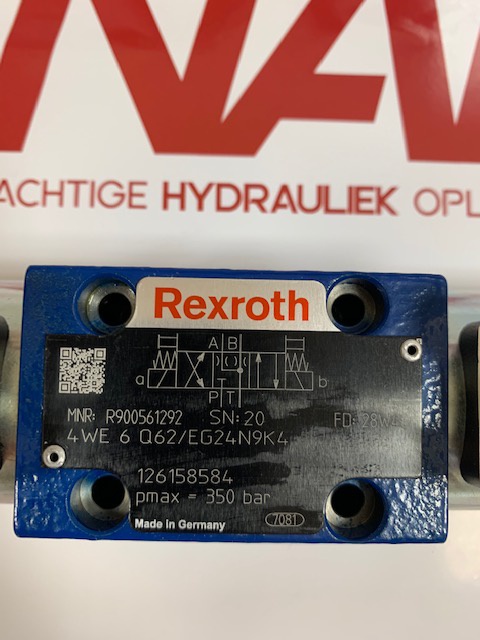 NAV
ACHTIGE HYDRAULIEK OPL
Rexroth
A B
a b
P T
MNR: R900561292 SN: 20 FD: 28W
4WE 6 Q62/EG24N9K4
126158584
pmax = 350 bar
Made in Germany 7081